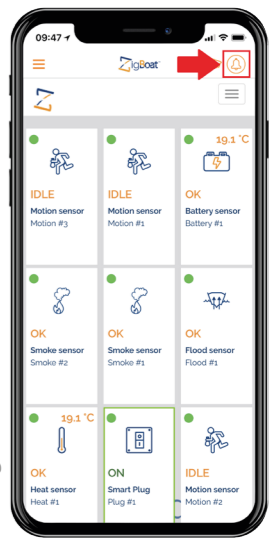 09:47
ZigBoat
19.1 °C
IDLE
Motion sensor
Motion #3
IDLE
Motion sensor
Motion #1
OK
Battery sensor
Battery #1
OK
Smoke sensor
Smoke #2
OK
Smoke sensor
Smoke #1
OK
Flood sensor
Flood #1
19.1 °C
OK
Heat sensor
Heat #1
ON
Smart Plug
Plug #1
IDLE
Motion sensor
Motion #2